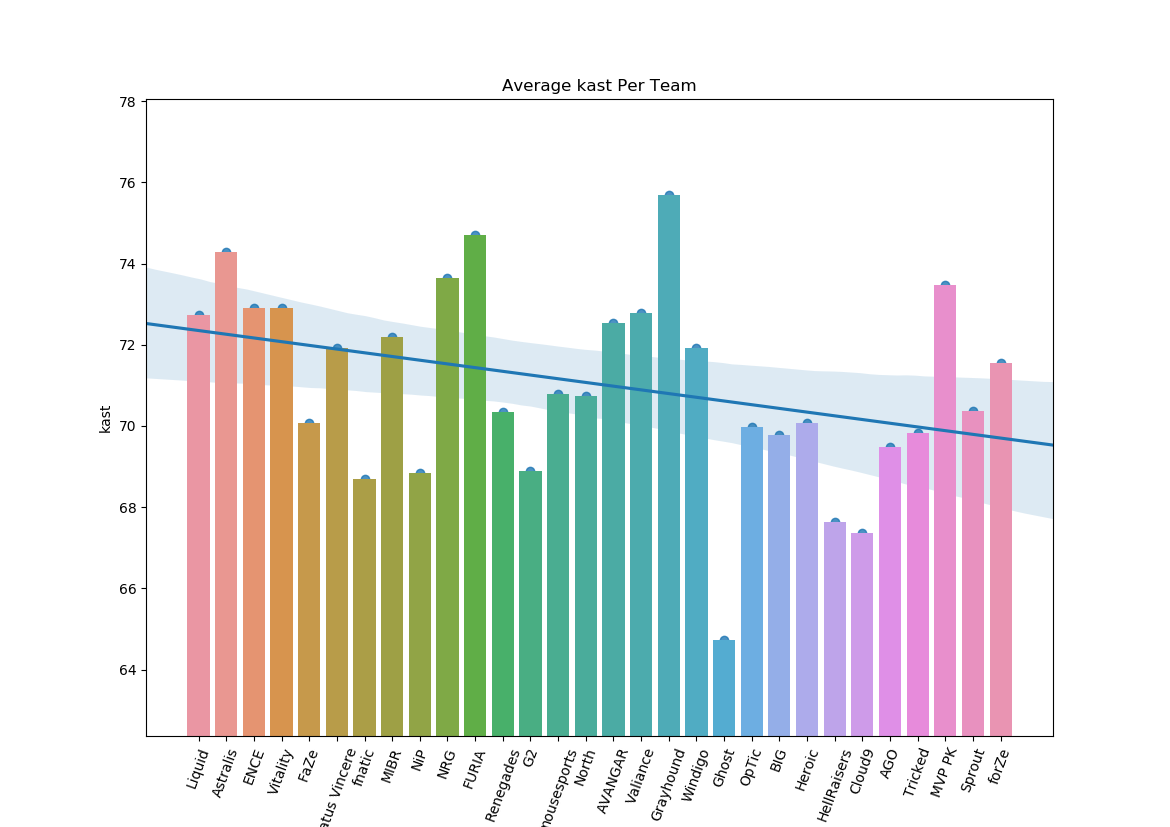 Average kast Per Team
78
76
74
72
70
68
66
64
kast
Liquid
Astralis
ENCE
Vitality
FaZe
Vincere
fnatic
MIBR
NiP
NRG
FURIA
Renegades
G2
North
AVANGAR
Valiance
Grayhound
Windigo
Ghost
OpTic
BIG
Heroic
HellRaisers
Cloud9
AGO
Tricked
MVP PK
Sprout
forZe